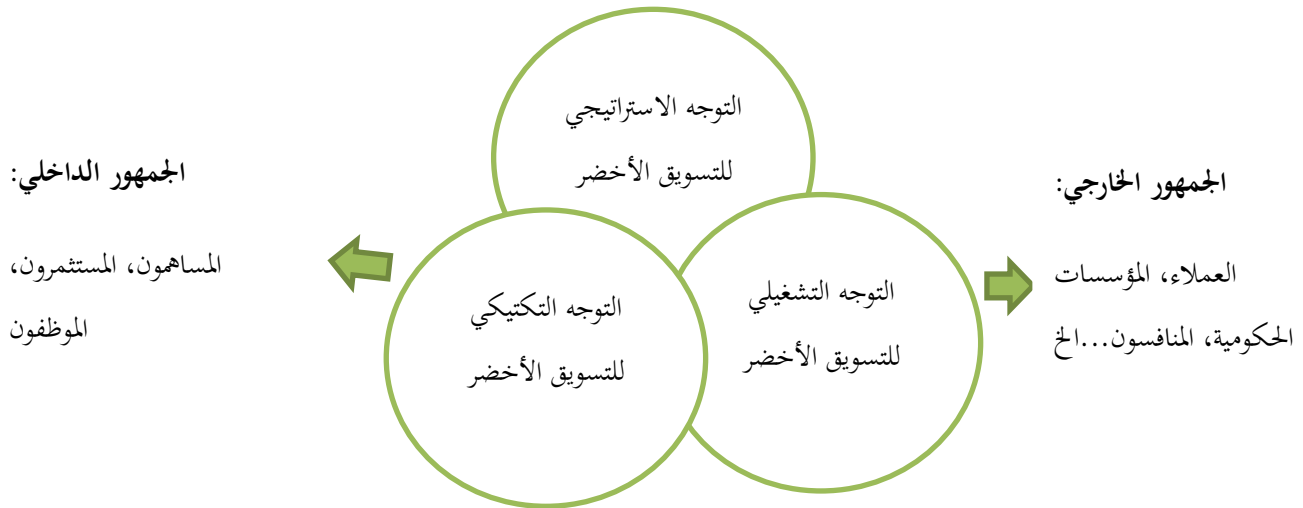 التوجه الاستراتيجي
للتسويق الأخضر
الجمهور الخارجي:
العملاء، المؤسسات
الحكومية، المنافسون...الخ
التوجه التشغيلي
للتسويق الأخضر
التوجه التكتيكي
للتسويق الأخضر
الجمهور الداخلي:
المساهمون، المستثمرون،
الموظفون